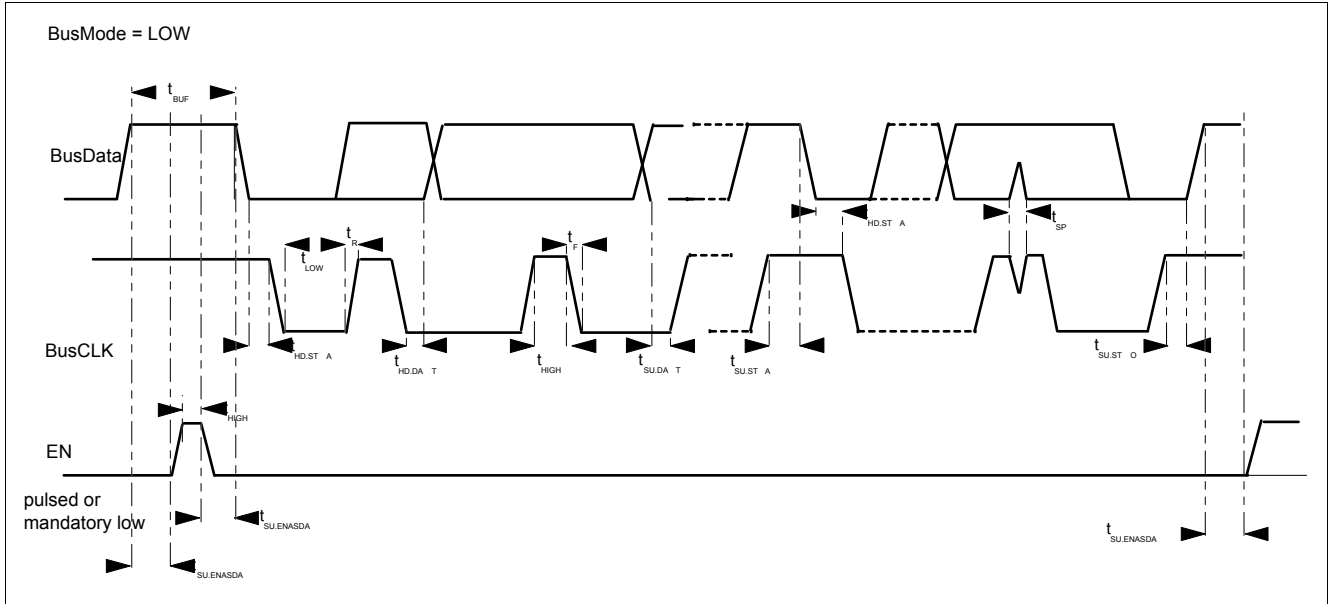 BusMode = LOW
t BUF
BusData
HD.ST A
t SP
t R
t F
t LOW
BusCLK
t HD.ST A
t HD.DA T
t HIGH
t SU.DA T
t SU.ST A
t SU.ST O
HIGH
EN
pulsed or
mandatory low
t SU.ENASDA
t SU.ENASDA
SU.ENASDA